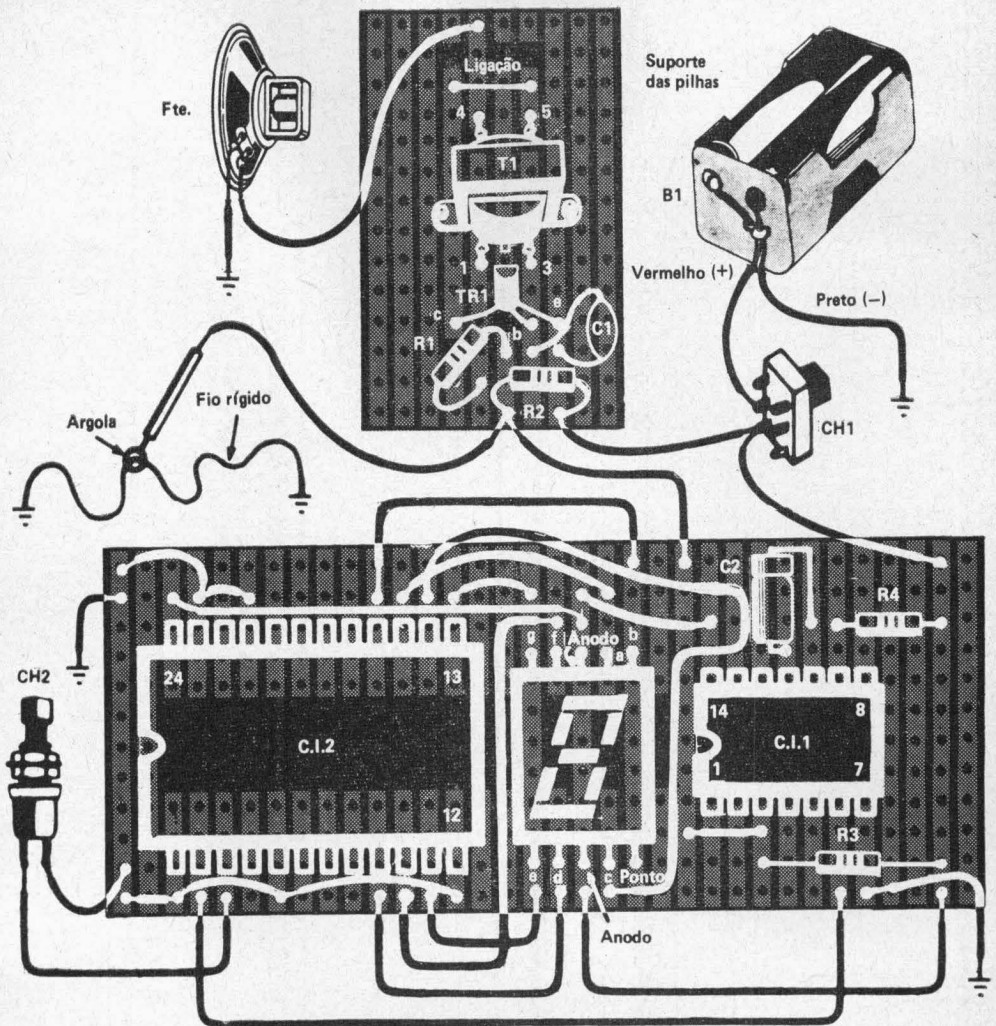 Ligação
Suporte
das pilhas
Fte.
4
5
T1
B1
1
3
Vermelho (+)
TR1
c
e
Preto (–)
b
C1
R1
R2
CH1
Argola
Fio rígido
C2
R4
g
f
Anodo
a
b
CH2
24
13
14
8
C.I.2
C.I.1
1
7
12
R3
e
d
c
Ponto
Anodo